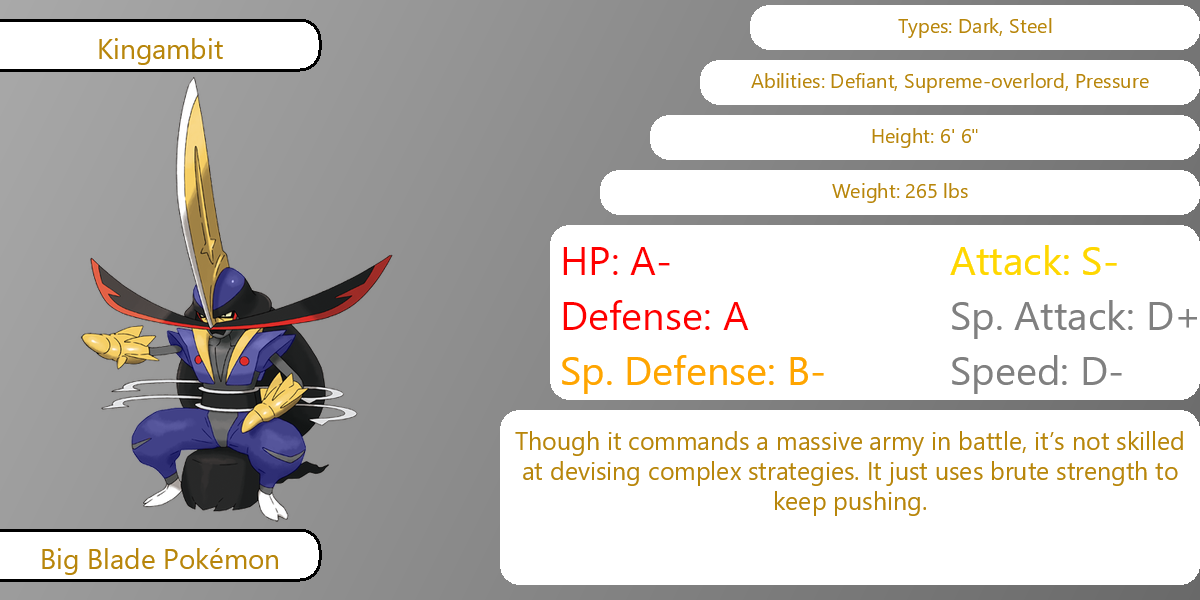 Kingambit
Types: Dark, Steel
Abilities: Defiant, Supreme-overlord, Pressure
Height: 6' 6"
Weight: 265 lbs
HP: A-
Attack: S-
Defense: A
Sp. Attack: D+
Sp. Defense: B-
Speed: D-
Though it commands a massive army in battle, it’s not skilled
at devising complex strategies. It just uses brute strength to
keep pushing.
Big Blade Pokémon